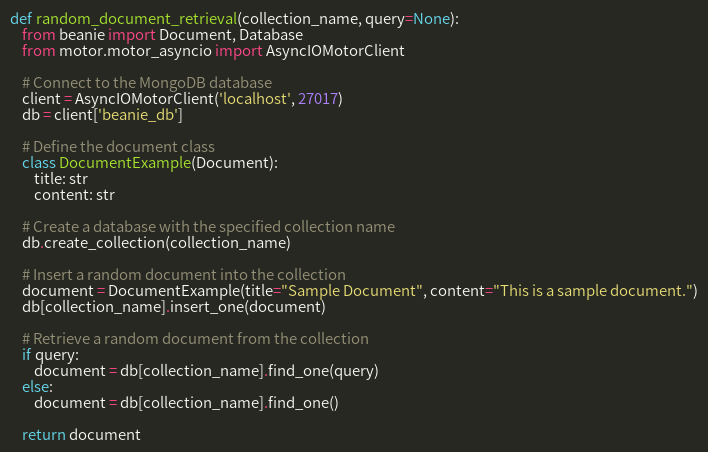 def random_document_retrieval(collection_name, query=None):
    from beanie import Document, Database
    from motor.motor_asyncio import AsyncIOMotorClient

    # Connect to the MongoDB database
    client = AsyncIOMotorClient('localhost', 27017)
    db = client['beanie_db']

    # Define the document class
    class DocumentExample(Document):
        title: str
        content: str

    # Create a database with the specified collection name
    db.create_collection(collection_name)

    # Insert a random document into the collection
    document = DocumentExample(title="Sample Document", content="This is a sample document.")
    db[collection_name].insert_one(document)

    # Retrieve a random document from the collection
    if query:
        document = db[collection_name].find_one(query)
    else:
        document = db[collection_name].find_one()

    return document